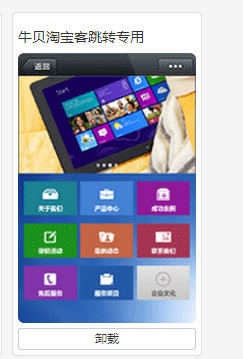 牛贝淘宝客跳转专用
返回
Start
关于我们
产品中心
成功案例
促销活动
最新动态
联系我们
售后服务
服务项目
企业文化
卸载